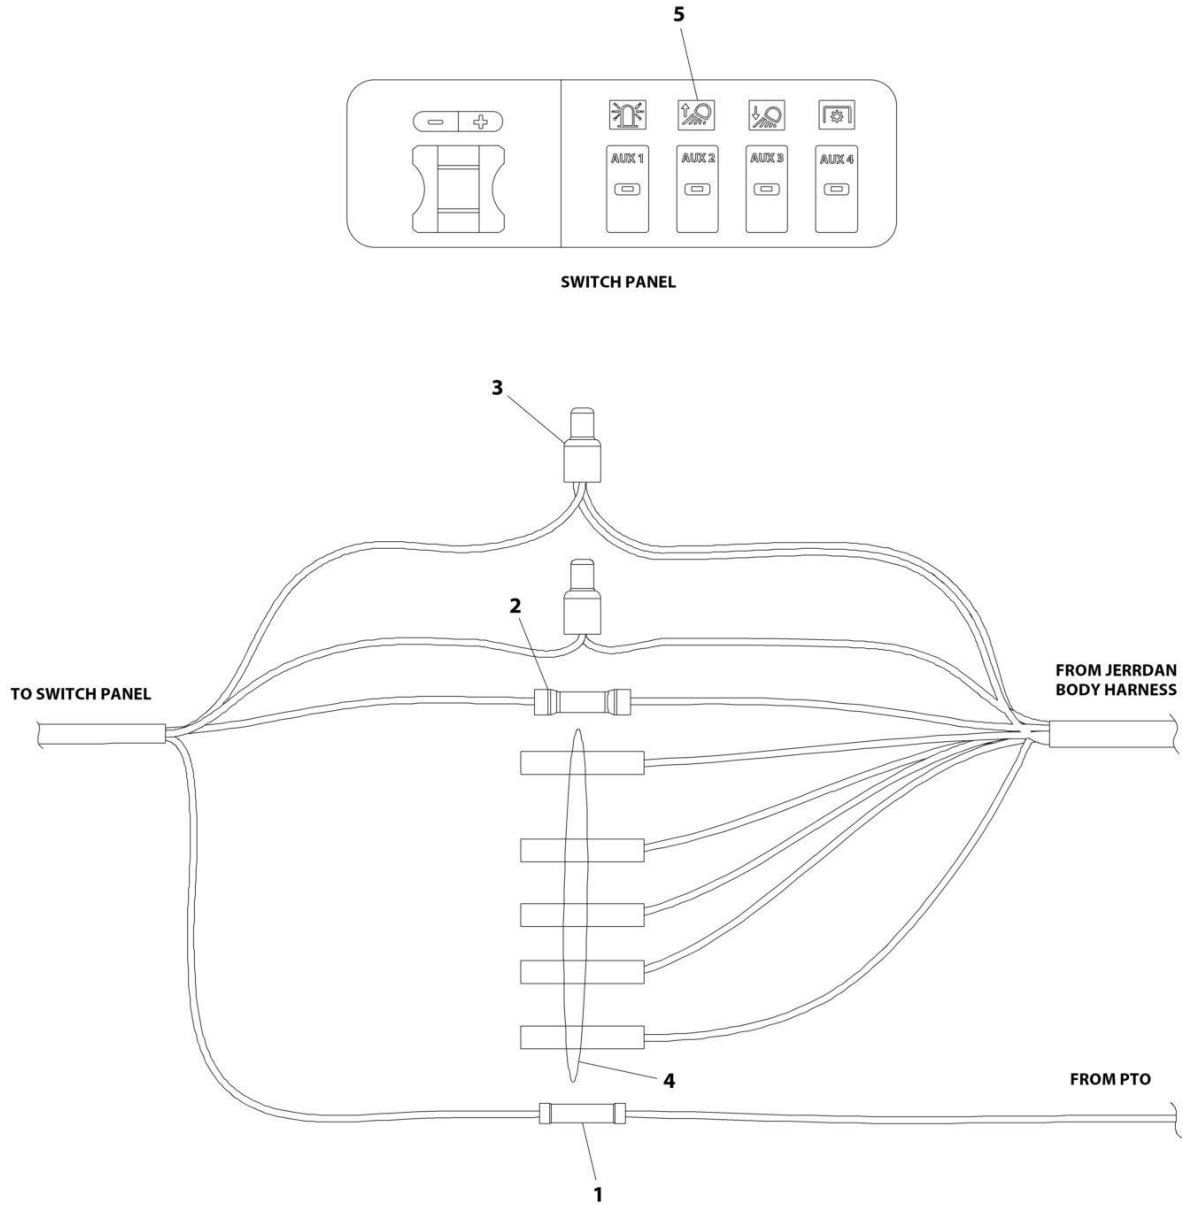 5
AUX 1 AUX 2 AUX 3 AUX 4
SWITCH PANEL
3
2
TO SWITCH PANEL
FROM JERRDAN
BODY HARNESS
4
FROM PTO
1